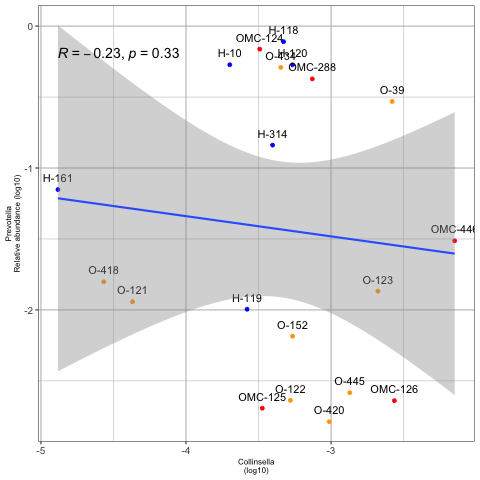 R = −0.23, p = 0.33
H-118
OMC-124
H-10
H-120
O-434
OMC-288
O-39
H-314
H-161
OMC-446
O-418
O-121
O-123
H-119
O-152
O-445
O-122
OMC-126
OMC-125
O-420
0
-1
-2
-5
-4
-3
Prevotella
Relative abundance (log10)
Collinsella
(log10)